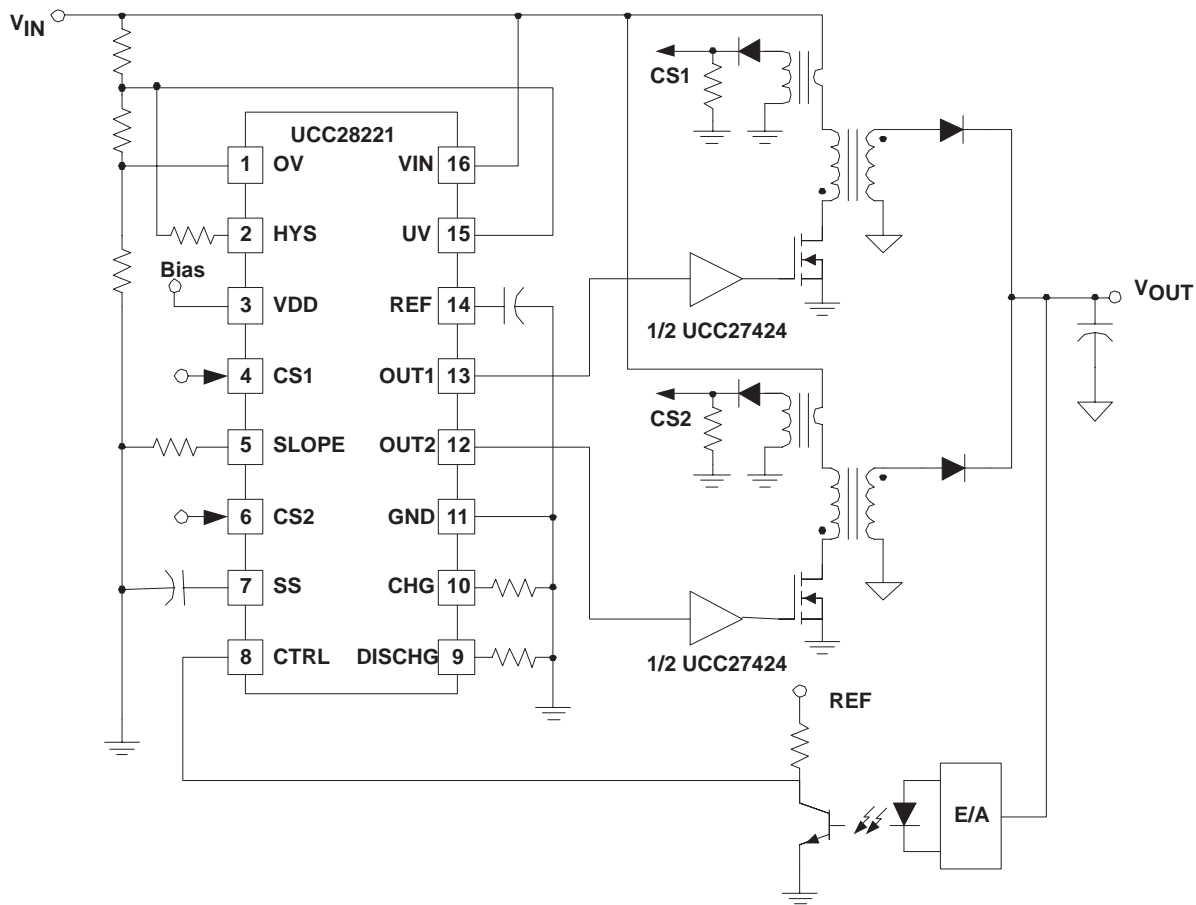 VIN
CS1
UCC28221
1 OV VIN 16
2 HYS UV 15
Bias
3 VDD REF 14
1/2 UCC27424
VOUT
4 CS1 OUT1 13
CS2
5 SLOPE OUT2 12
6 CS2 GND 11
7 SS CHG 10
8 CTRL DISCHG 9
1/2 UCC27424
REF
E/A